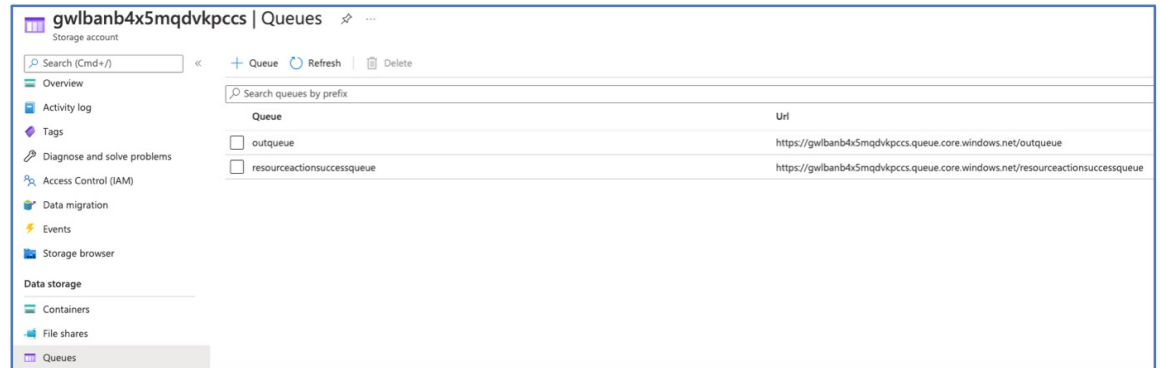 gwlbanb4x5mqdvkpccs | Queues ...
Storage account
Search (Cmd+/)
«
+ Queue Refresh Delete
Overview
Activity log
Tags
Diagnose and solve problems
Access Control (IAM)
Data migration
Events
Storage browser
Data storage
Containers
File shares
Queues
Search queues by prefix
Queue Url
outqueue https://gwlbanb4x5mqdvkpccs.queue.core.windows.net/outqueue
resourceactionsuccessqueue https://gwlbanb4x5mqdvkpccs.queue.core.windows.net/resourceactionsuccessqueue